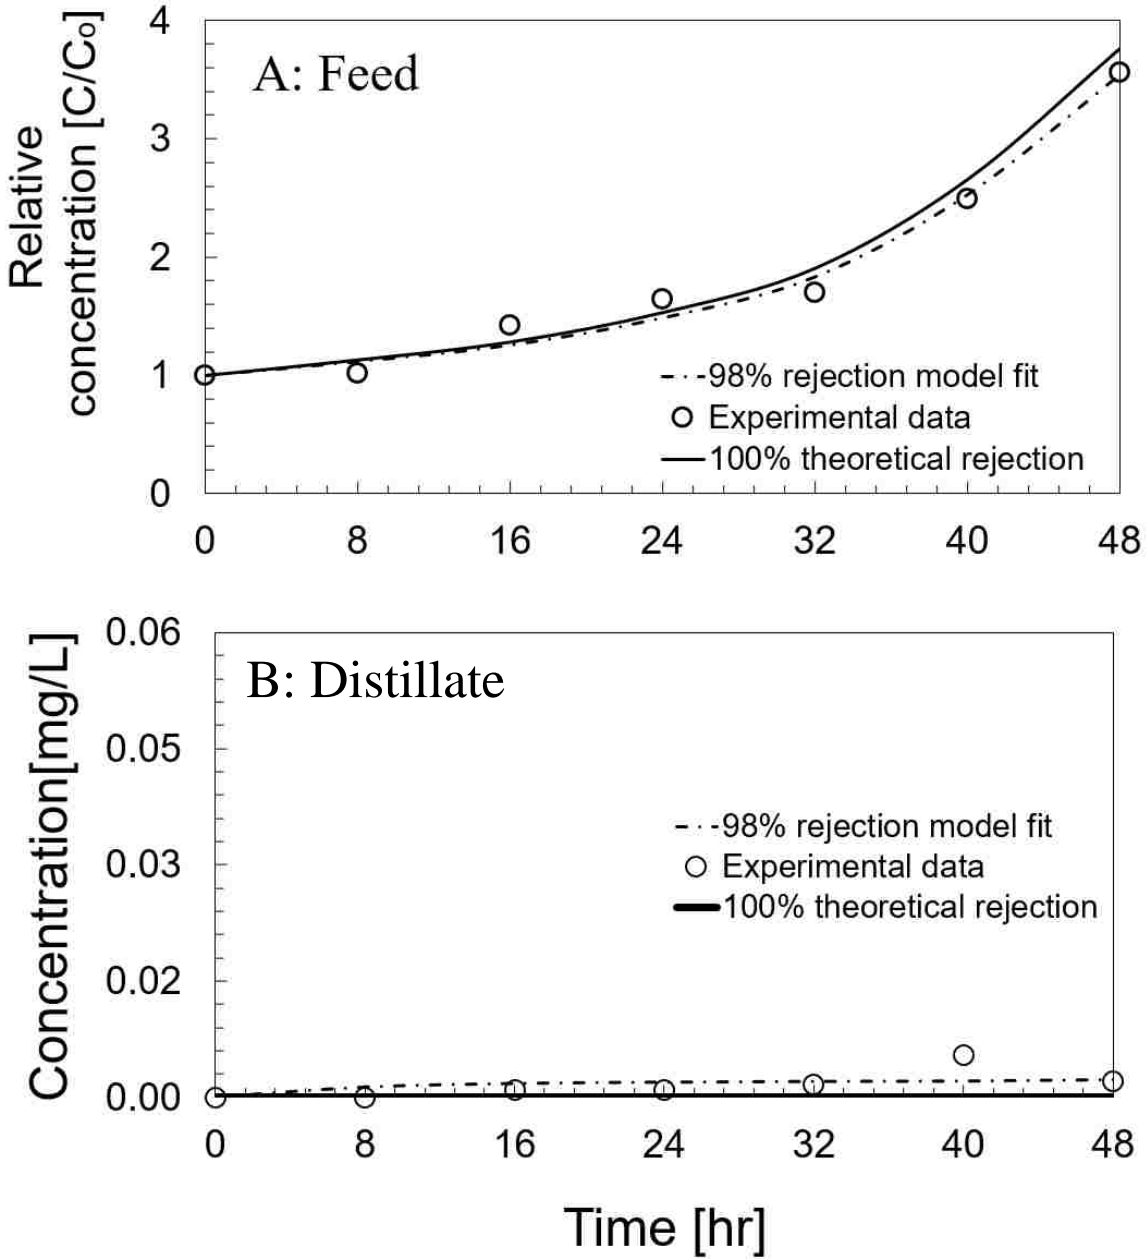 Relative
concentration [C/Co]
A: Feed
4
3
2
1
0
98% rejection model fit
Experimental data
100% theoretical rejection
0 8 16 24 32 40 48
Concentration[mg/L]
B: Distillate
0.06
0.05
0.03
0.02
0.00
98% rejection model fit
Experimental data
100% theoretical rejection
0 8 16 24 32 40 48
Time [hr]